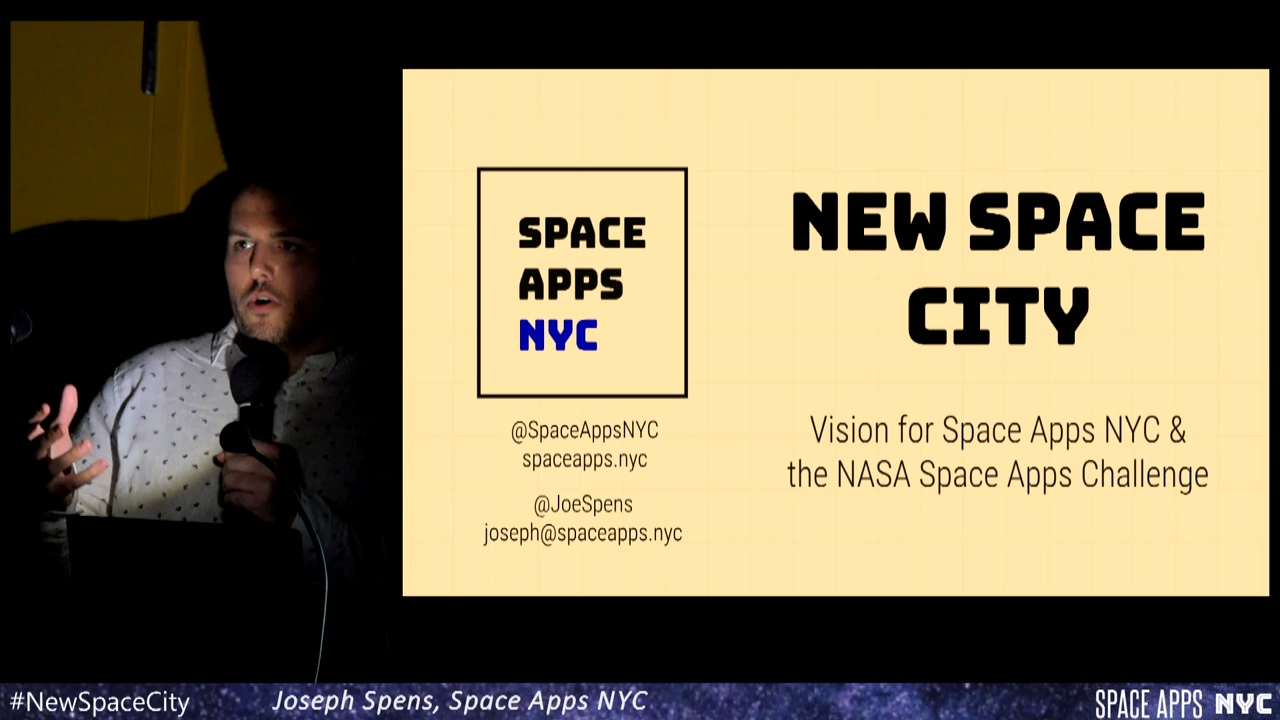 SPACE
APPS
NYC
@SpaceAppsNYC
spaceapps.nyc
@JoeSpens
joseph@spaceapps.nyc
NEW SPACE
CITY
Vision for Space Apps NYC &
the NASA Space Apps Challenge
#NewSpaceCity
Joseph Spens, Space Apps NYC
SPACE APPS NYC